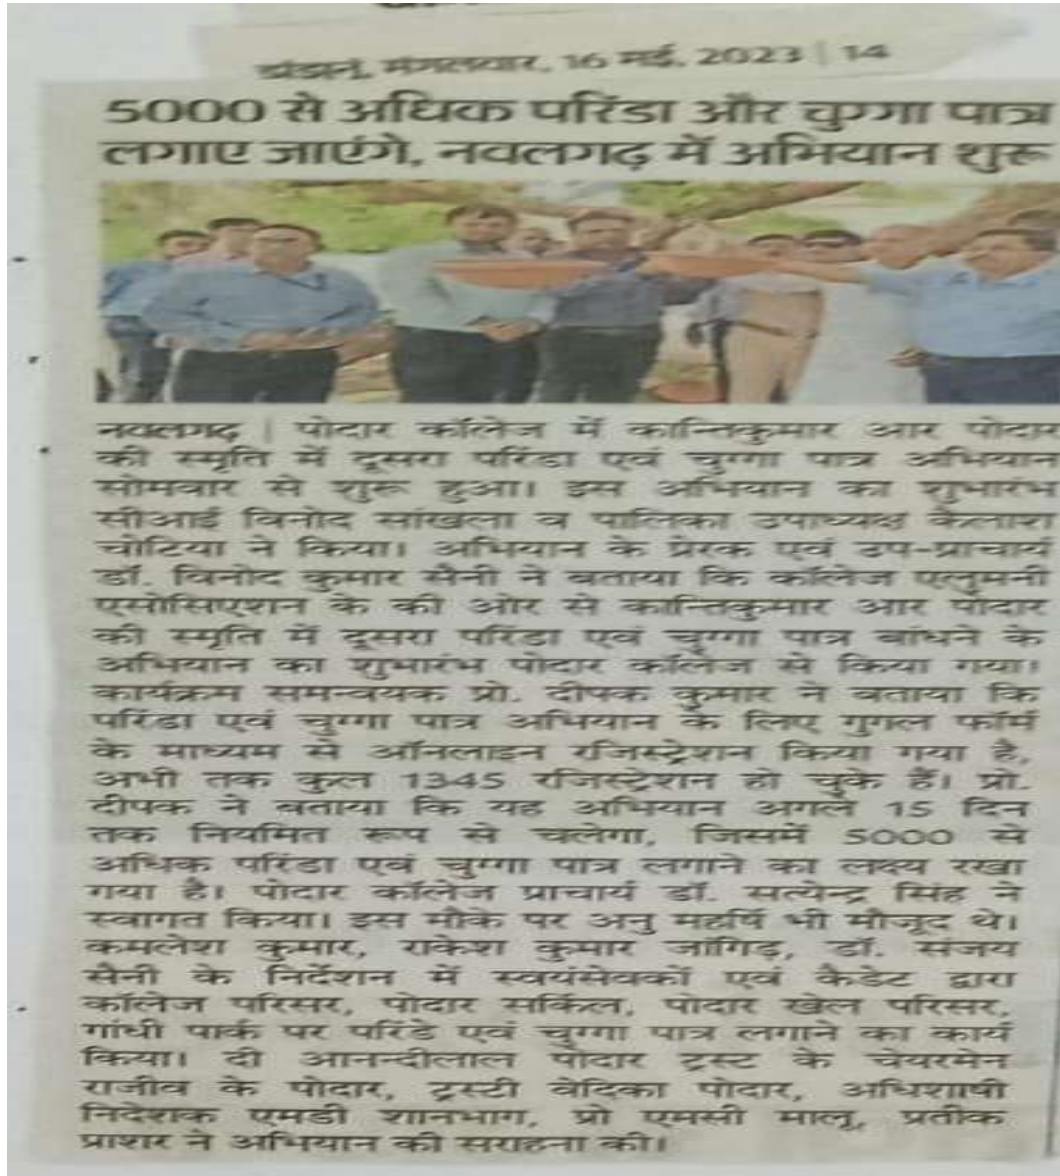 झुंझुनूं, मंगलवार, 16 मई, 2023 | 14
5000 से अधिक परिंडा और चुग्गा पात्र
लगाए जाएंगे, नवलगढ़ में अभियान शुरू
नवलगढ़ | पोदार कॉलेज में कान्तिकुमार आर पोदार
की स्मृति में दूसरा परिंडा एवं चुग्गा पात्र अभियान
सोमवार से शुरू हुआ। इस अभियान का शुभारंभ
सीआई विनोद सांखला व पालिका उपाध्यक्ष कैलाश
चोटिया ने किया। अभियान के प्रेरक एवं उप-प्राचार्य
डॉ. विनोद कुमार सैनी ने बताया कि कॉलेज एलुमनी
एसोसिएशन के की ओर से कान्तिकुमार आर पोदार
की स्मृति में दूसरा परिंडा एवं चुग्गा पात्र बांधने के
अभियान का शुभारंभ पोदार कॉलेज से किया गया।
कार्यक्रम समन्वयक प्रो. दीपक कुमार ने बताया कि
परिंडा एवं चुग्गा पात्र अभियान के लिए गुगल फॉर्म
के माध्यम से ऑनलाइन रजिस्ट्रेशन किया गया है,
अभी तक कुल 1345 रजिस्ट्रेशन हो चुके हैं। प्रो.
दीपक ने बताया कि यह अभियान अगले 15 दिन
तक नियमित रूप से चलेगा, जिसमें 5000 से
अधिक परिंडा एवं चुग्गा पात्र लगाने का लक्ष्य रखा
गया है। पोदार कॉलेज प्राचार्य डॉ. सत्येन्द्र सिंह ने
स्वागत किया। इस मौके पर अनु महर्षि भी मौजूद थे।
कमलेश कुमार, राकेश कुमार जांगिड़, डॉ. संजय
सैनी के निर्देशन में स्वयंसेवकों एवं कैडेट द्वारा
कॉलेज परिसर, पोदार सर्किल, पोदार खेल परिसर,
गांधी पार्क पर परिंडे एवं चुग्गा पात्र लगाने का कार्य
किया। दी आनन्दीलाल पोदार ट्रस्ट के चेयरमेन
राजीव के पोदार, ट्रस्टी वेदिका पोदार, अधिशाषी
निदेशक एमडी शानभाग, प्रो एमसी मालू, प्रतीक
प्राशर ने अभियान की सराहना की।